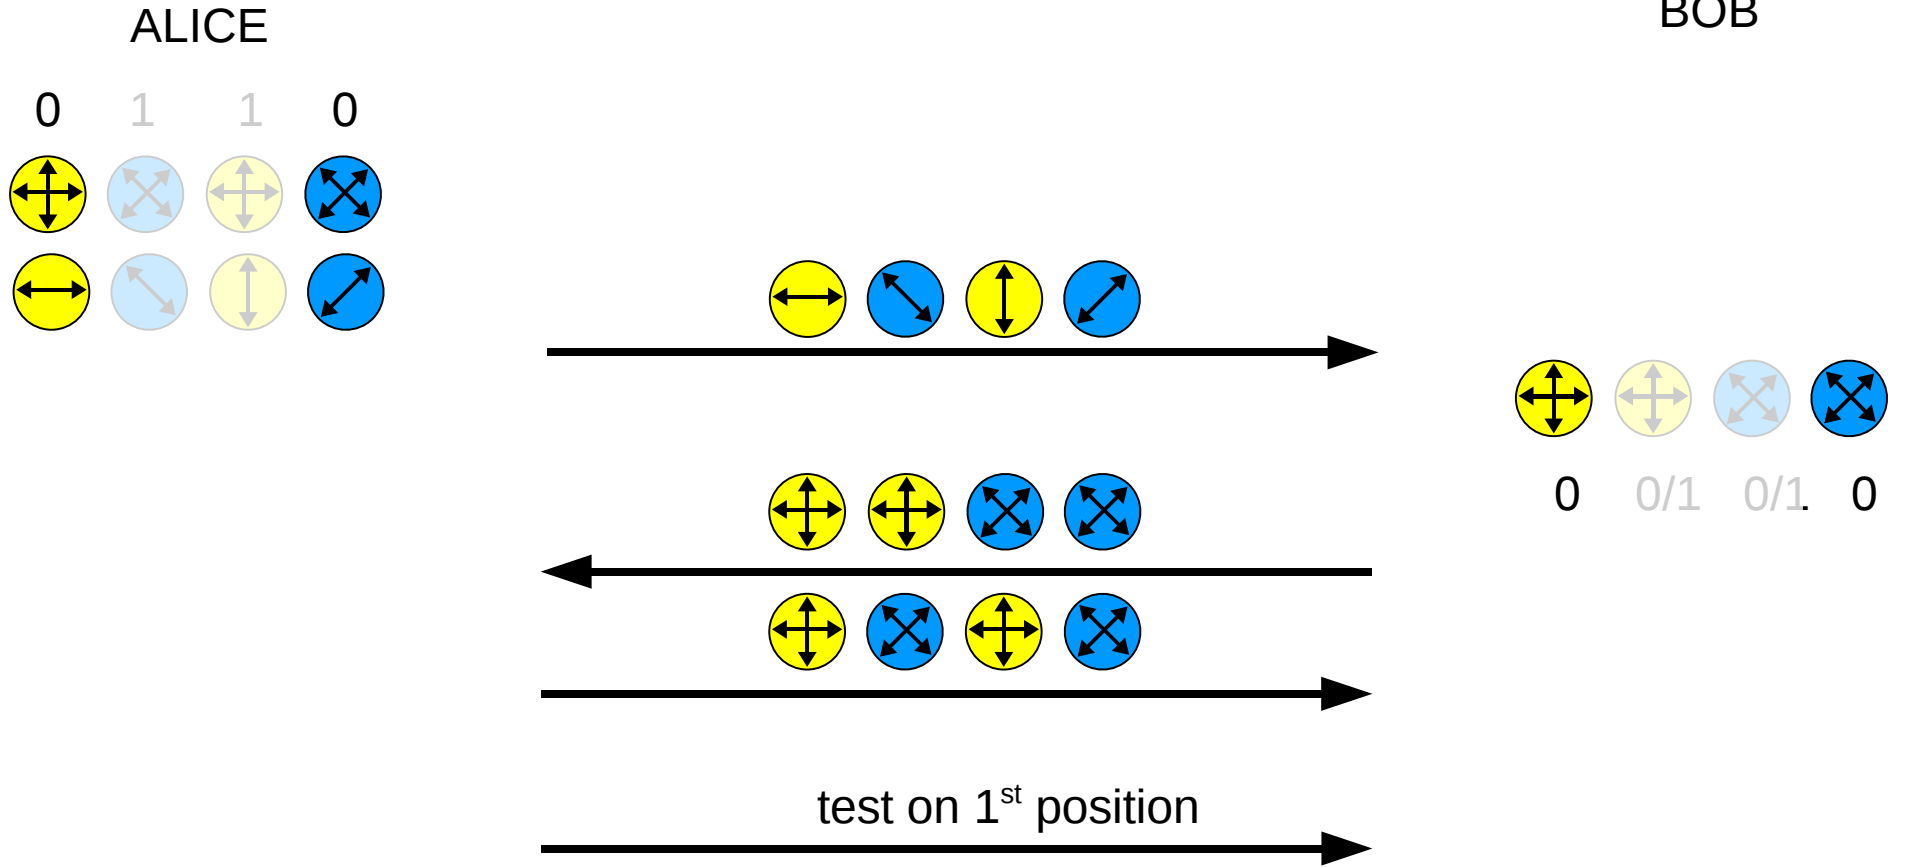 ALICE
BOB
0 1 1 0
0 0/1 0/1. 0
test on 1st position